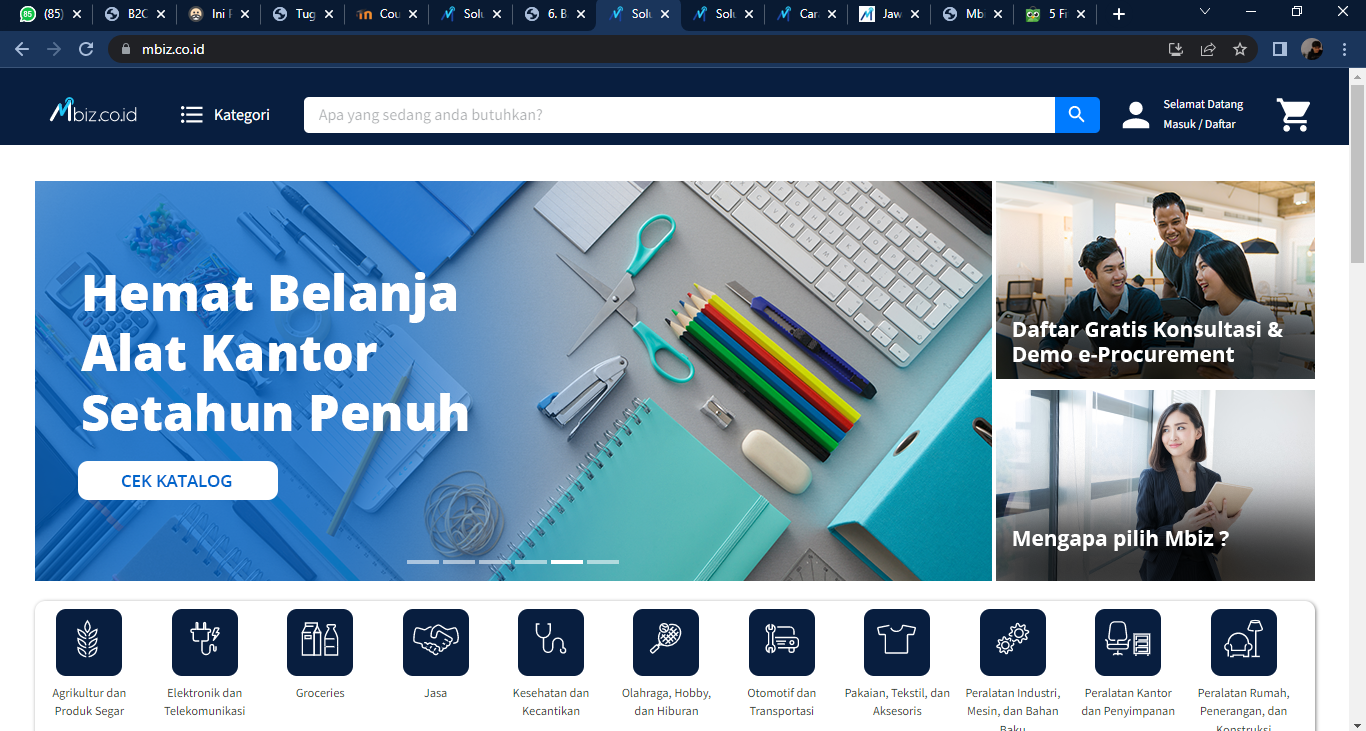 (85)
B2C
Ini F
Tug
Cou
Solu
6. B
Solu
Solu
Car
Jaw
Mbi
5 Fi
mbiz.co.id
Mbiz.co.id
Kategori
Apa yang sedang anda butuhkan?
Selamat Datang
Masuk / Daftar
Hemat Belanja
Alat Kantor
Setahun Penuh
CEK KATALOG
Daftar Gratis Konsultasi &
Demo e-Procurement
Mengapa pilih Mbiz ?
Agrikultur dan
Produk Segar
Elektronik dan
Telekomunikasi
Groceries
Jasa
Kesehatan dan
Kecantikan
Olahraga, Hobby,
dan Hiburan
Otomotif dan
Transportasi
Pakaian, Tekstil, dan
Aksesoris
Peralatan Industri,
Mesin, dan Bahan
Baku
Peralatan Kantor
dan Penyimpanan
Peralatan Rumah,
Penerangan, dan
Konstruksi